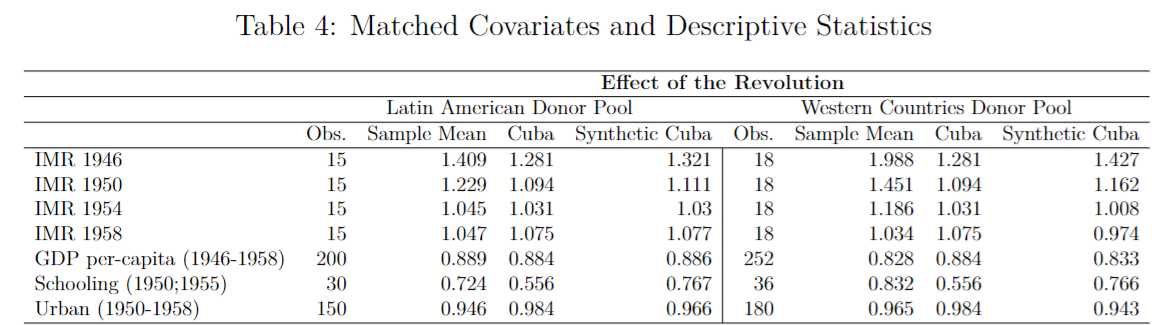 Table 4: Matched Covariates and Descriptive Statistics
Effect of the Revolution
Latin American Donor Pool Western Countries Donor Pool
Obs. Sample Mean Cuba Synthetic Cuba Obs. Sample Mean Cuba Synthetic Cuba
IMR 1946 15 1.409 1.281 1.321 18 1.988 1.281 1.427
IMR 1950 15 1.229 1.094 1.111 18 1.451 1.094 1.162
IMR 1954 15 1.045 1.031 1.03 18 1.186 1.031 1.008
IMR 1958 15 1.047 1.075 1.077 18 1.034 1.075 0.974
GDP per-capita (1946-1958) 200 0.889 0.884 0.886 252 0.828 0.884 0.833
Schooling (1950;1955) 30 0.724 0.556 0.767 36 0.832 0.556 0.766
Urban (1950-1958) 150 0.946 0.984 0.966 180 0.965 0.984 0.943